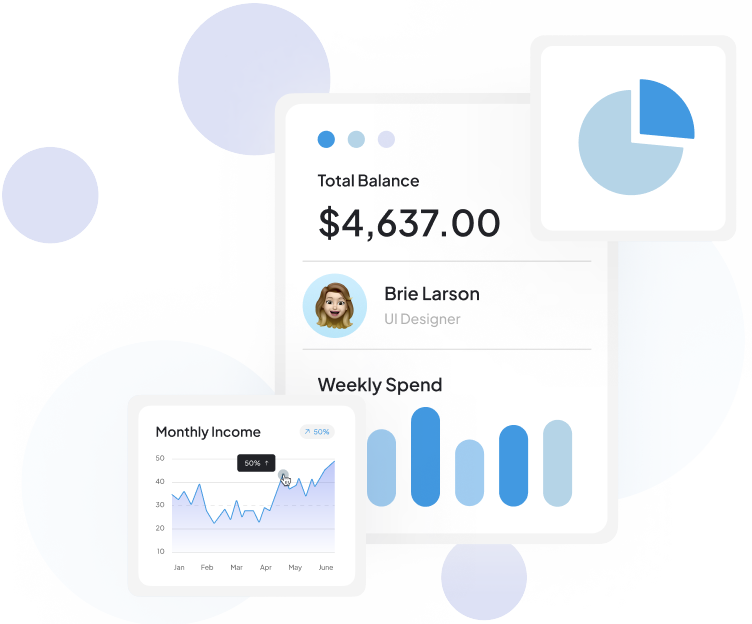 Total Balance
$4,637.00
Brie Larson
UI Designer
Weekly Spend
Monthly Income
↗ 50%
50% ↑
50
40
30
20
10
Jan Feb Mar Apr May June